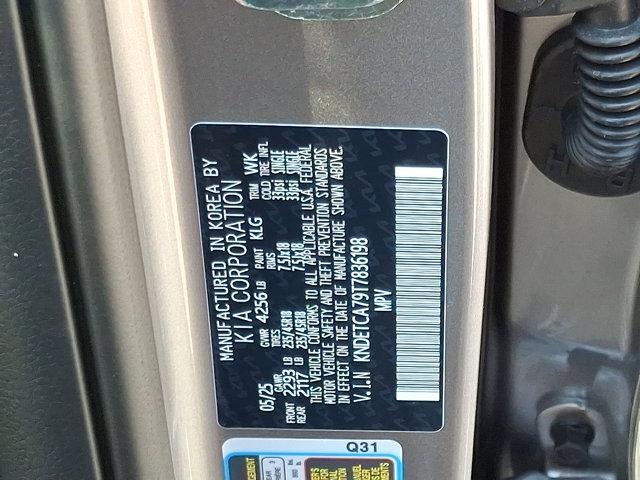 MANUFACTURED IN KOREA BY
KIA CORPORATION
05/25 GVWR 4256 LB PAINT KLG TRIM WK
GAWR TIRES RIMS COLD TIRE INFL
FRONT 2293 LB 235/45R18 7.5Jx18 33psi SINGLE
REAR 2117 LB 235/45R18 7.5Jx18 33psi SINGLE
THIS VEHICLE CONFORMS TO ALL APPLICABLE U.S.A. FEDERAL
MOTOR VEHICLE SAFETY AND THEFT PREVENTION STANDARDS
IN EFFECT ON THE DATE OF MANUFACTURE SHOWN ABOVE.
V.I.N KNDETCA79T7836198
MPV
Q31